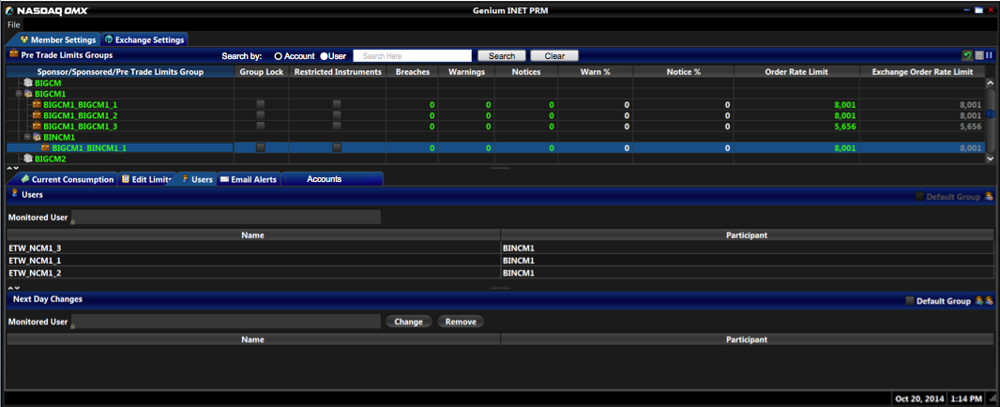 NASDAQ OMX Genium INET PRM
File
Member Settings Exchange Settings
Pre Trade Limits Groups Search by: Account User Search Here Search Clear
Sponsor/Sponsored/Pre Trade Limits Group Group Lock Restricted Instruments Breaches Warnings Notices Warn % Notice % Order Rate Limit Exchange Order Rate Limit
BIGCM
BIGCM1
BIGCM1_BIGCM1_1 0 0 0 0 0 8,001 8,001
BIGCM1_BIGCM1_2 0 0 0 0 0 8,001 8,001
BIGCM1_BIGCM1_3 0 0 0 0 0 5,656 5,656
BINCM1
BIGCM1_BINCM1_1 0 0 0 0 0 8,001 8,001
BIGCM2
Current Consumption Edit Limits Users Email Alerts Accounts
Users Default Group
Monitored User
Name Participant
ETW_NCM1_3 BINCM1
ETW_NCM1_1 BINCM1
ETW_NCM1_2 BINCM1
Next Day Changes Default Group
Monitored User Change Remove
Name Participant
Oct 20, 2014 1:14 PM